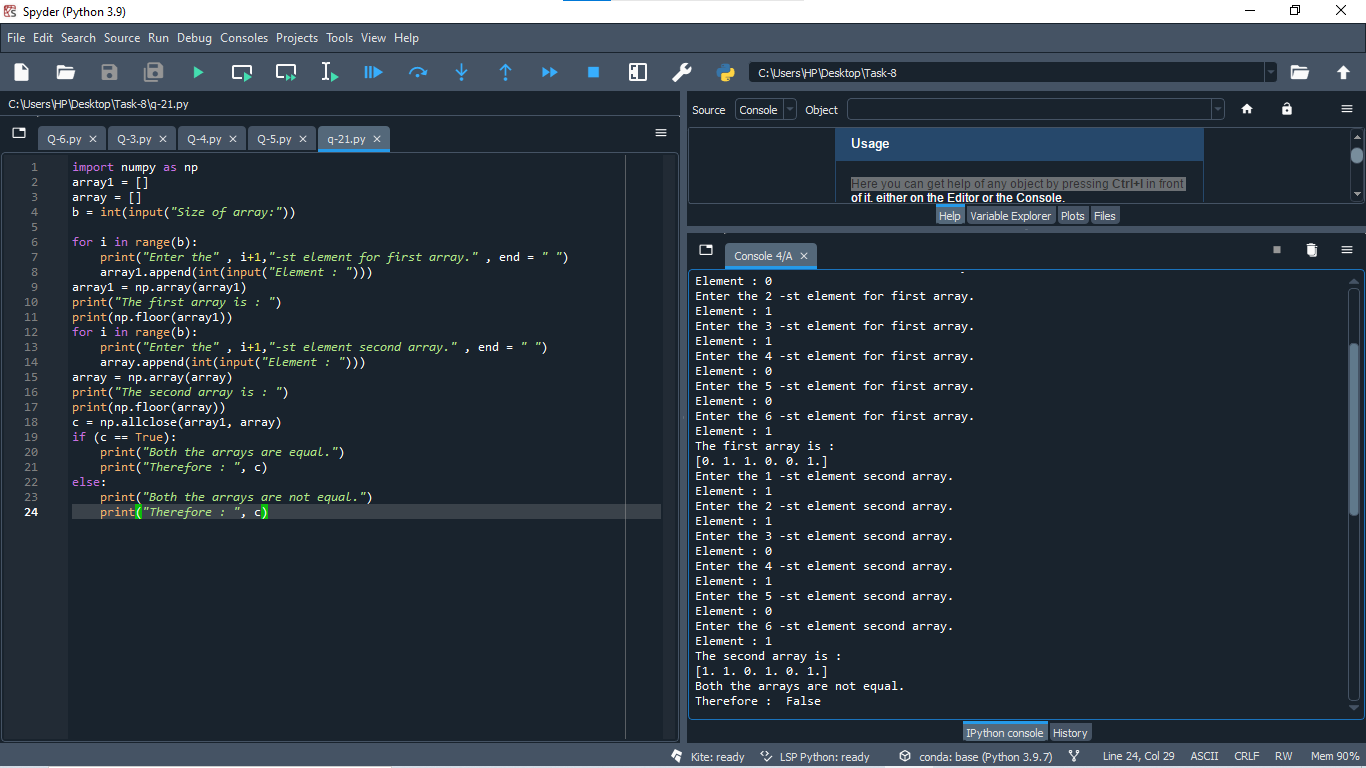 Spyder (Python 3.9)
File Edit Search Source Run Debug Consoles Projects Tools View Help
C:\Users\HP\Desktop\Task-8
C:\Users\HP\Desktop\Task-8\q-21.py
Q-6.py Q-3.py Q-4.py Q-5.py q-21.py
1 import numpy as np
2 array1 = []
3 array = []
4 b = int(input("Size of array:"))
5
6 for i in range(b):
7     print("Enter the" , i+1,"-st element for first array." , end = " ")
8     array1.append(int(input("Element : ")))
9 array1 = np.array(array1)
10 print("The first array is : ")
11 print(np.floor(array1))
12 for i in range(b):
13     print("Enter the" , i+1,"-st element second array." , end = " ")
14     array.append(int(input("Element : ")))
15 array = np.array(array)
16 print("The second array is : ")
17 print(np.floor(array))
18 c = np.allclose(array1, array)
19 if (c == True):
20     print("Both the arrays are equal.")
21     print("Therefore : ", c)
22 else:
23     print("Both the arrays are not equal.")
24     print("Therefore : ", c)
Source Console Object
Usage
Here you can get help of any object by pressing Ctrl+I in front
of it, either on the Editor or the Console.
Help Variable Explorer Plots Files
Console 4/A
Element : 0
Enter the 2 -st element for first array.
Element : 1
Enter the 3 -st element for first array.
Element : 1
Enter the 4 -st element for first array.
Element : 0
Enter the 5 -st element for first array.
Element : 0
Enter the 6 -st element for first array.
Element : 1
The first array is :
[0. 1. 1. 0. 0. 1.]
Enter the 1 -st element second array.
Element : 1
Enter the 2 -st element second array.
Element : 1
Enter the 3 -st element second array.
Element : 0
Enter the 4 -st element second array.
Element : 1
Enter the 5 -st element second array.
Element : 0
Enter the 6 -st element second array.
Element : 1
The second array is :
[1. 1. 0. 1. 0. 1.]
Both the arrays are not equal.
Therefore :  False
IPython console History
Kite: ready LSP Python: ready conda: base (Python 3.9.7) Line 24, Col 29 ASCII CRLF RW Mem 90%